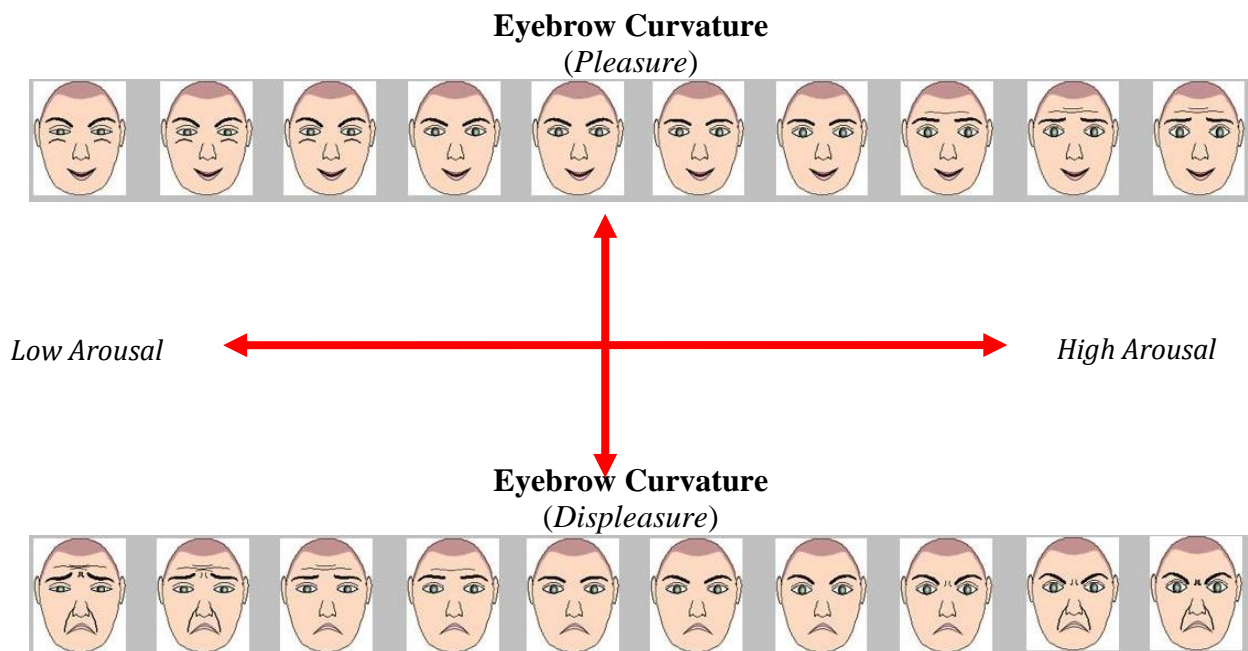 Eyebrow Curvature
(Pleasure)
Low Arousal
High Arousal
Eyebrow Curvature
(Displeasure)